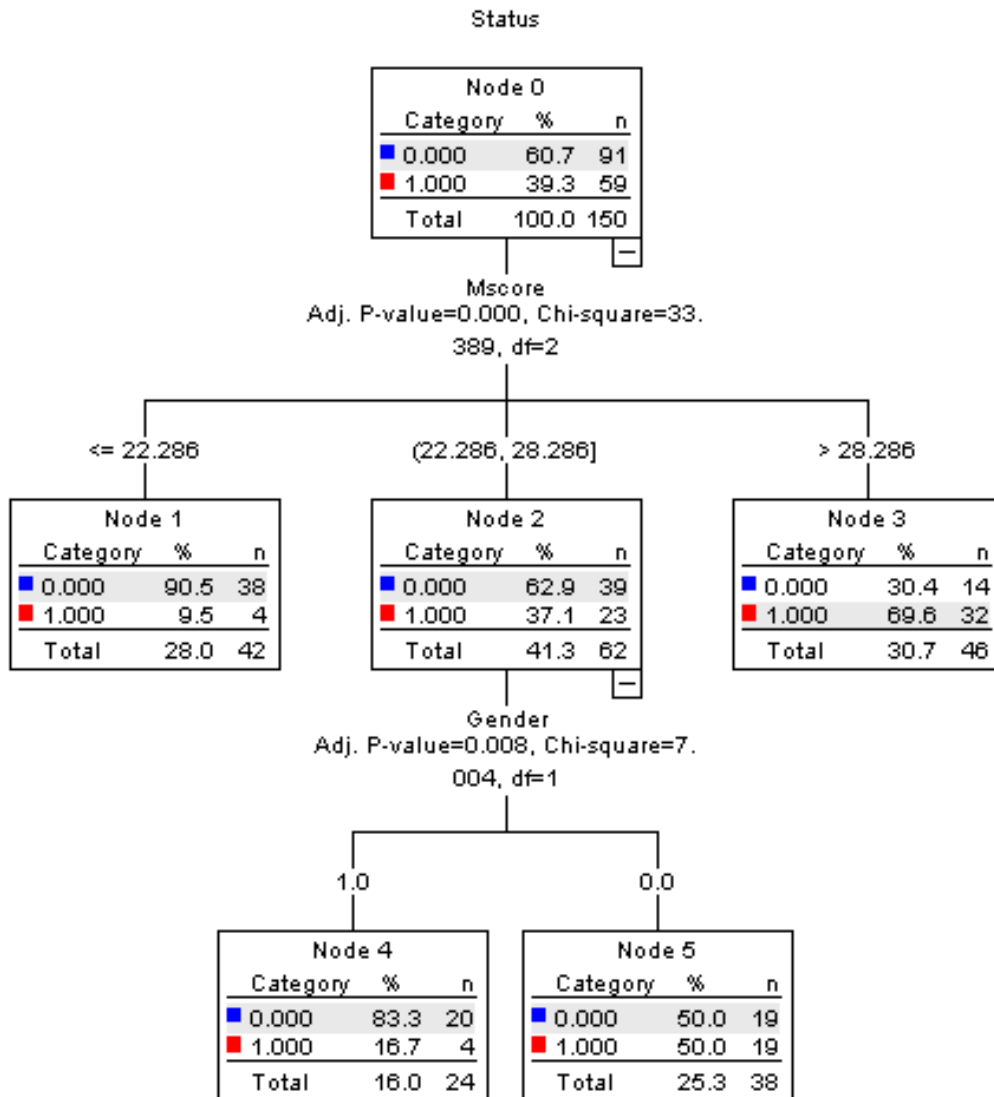 Status
Node 0
Category % n
0.000 60.7 91
1.000 39.3 59
Total 100.0 150
Mscore
Adj. P-value=0.000, Chi-square=33.
389, df=2
<= 22.286
(22.286, 28.286]
> 28.286
Node 1
Category % n
0.000 90.5 38
1.000 9.5 4
Total 28.0 42
Node 2
Category % n
0.000 62.9 39
1.000 37.1 23
Total 41.3 62
Node 3
Category % n
0.000 30.4 14
1.000 69.6 32
Total 30.7 46
Gender
Adj. P-value=0.008, Chi-square=7.
004, df=1
1.0
0.0
Node 4
Category % n
0.000 83.3 20
1.000 16.7 4
Total 16.0 24
Node 5
Category % n
0.000 50.0 19
1.000 50.0 19
Total 25.3 38